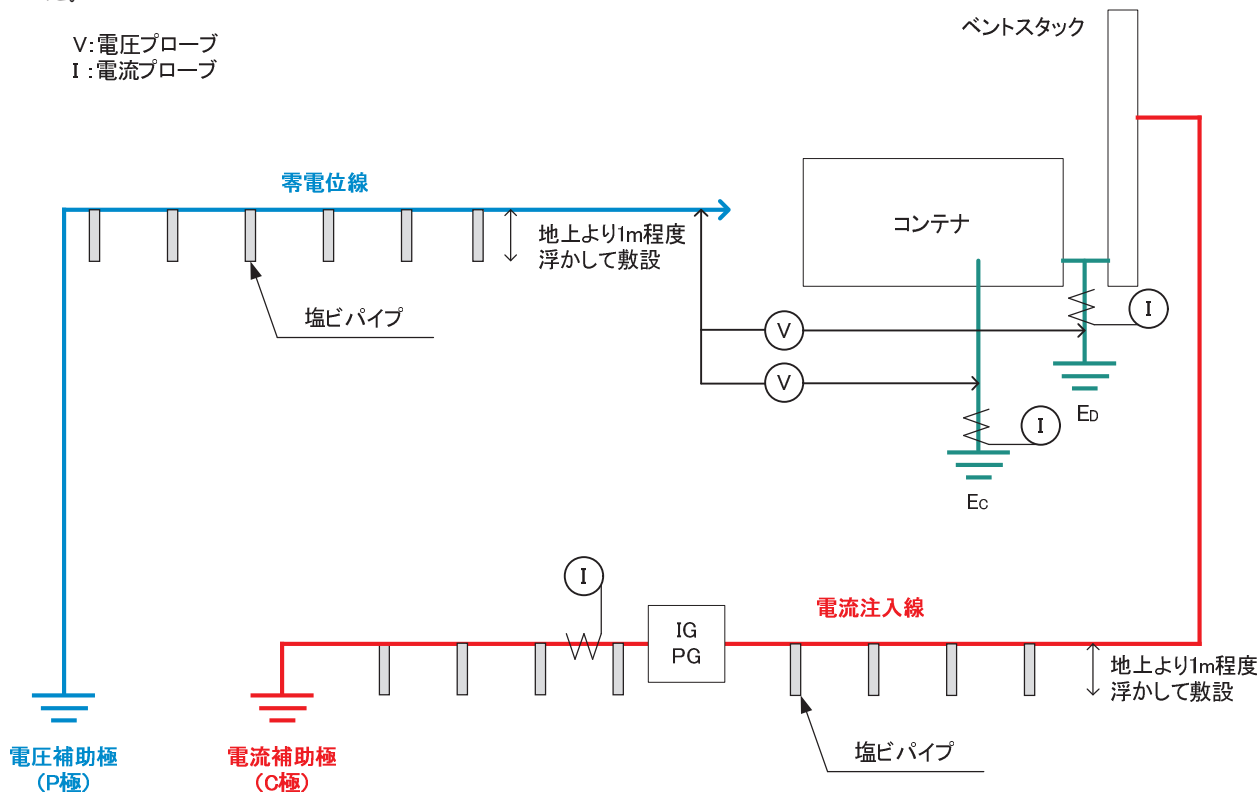 V:電圧プローブ
I:電流プローブ
ベントスタック
零電位線
コンテナ
地上より1m程度
浮かして敷設
塩ビパイプ
I
V
V
ED
I
EC
I
電流注入線
IG
PG
地上より1m程度
浮かして敷設
塩ビパイプ
電圧補助極
(P極)
電流補助極
(C極)